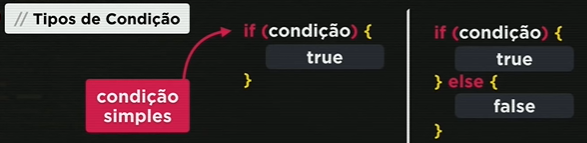 // Tipos de Condição
condição
simples
if (condição) {
true
}
if (condição) {
true
} else {
false
}